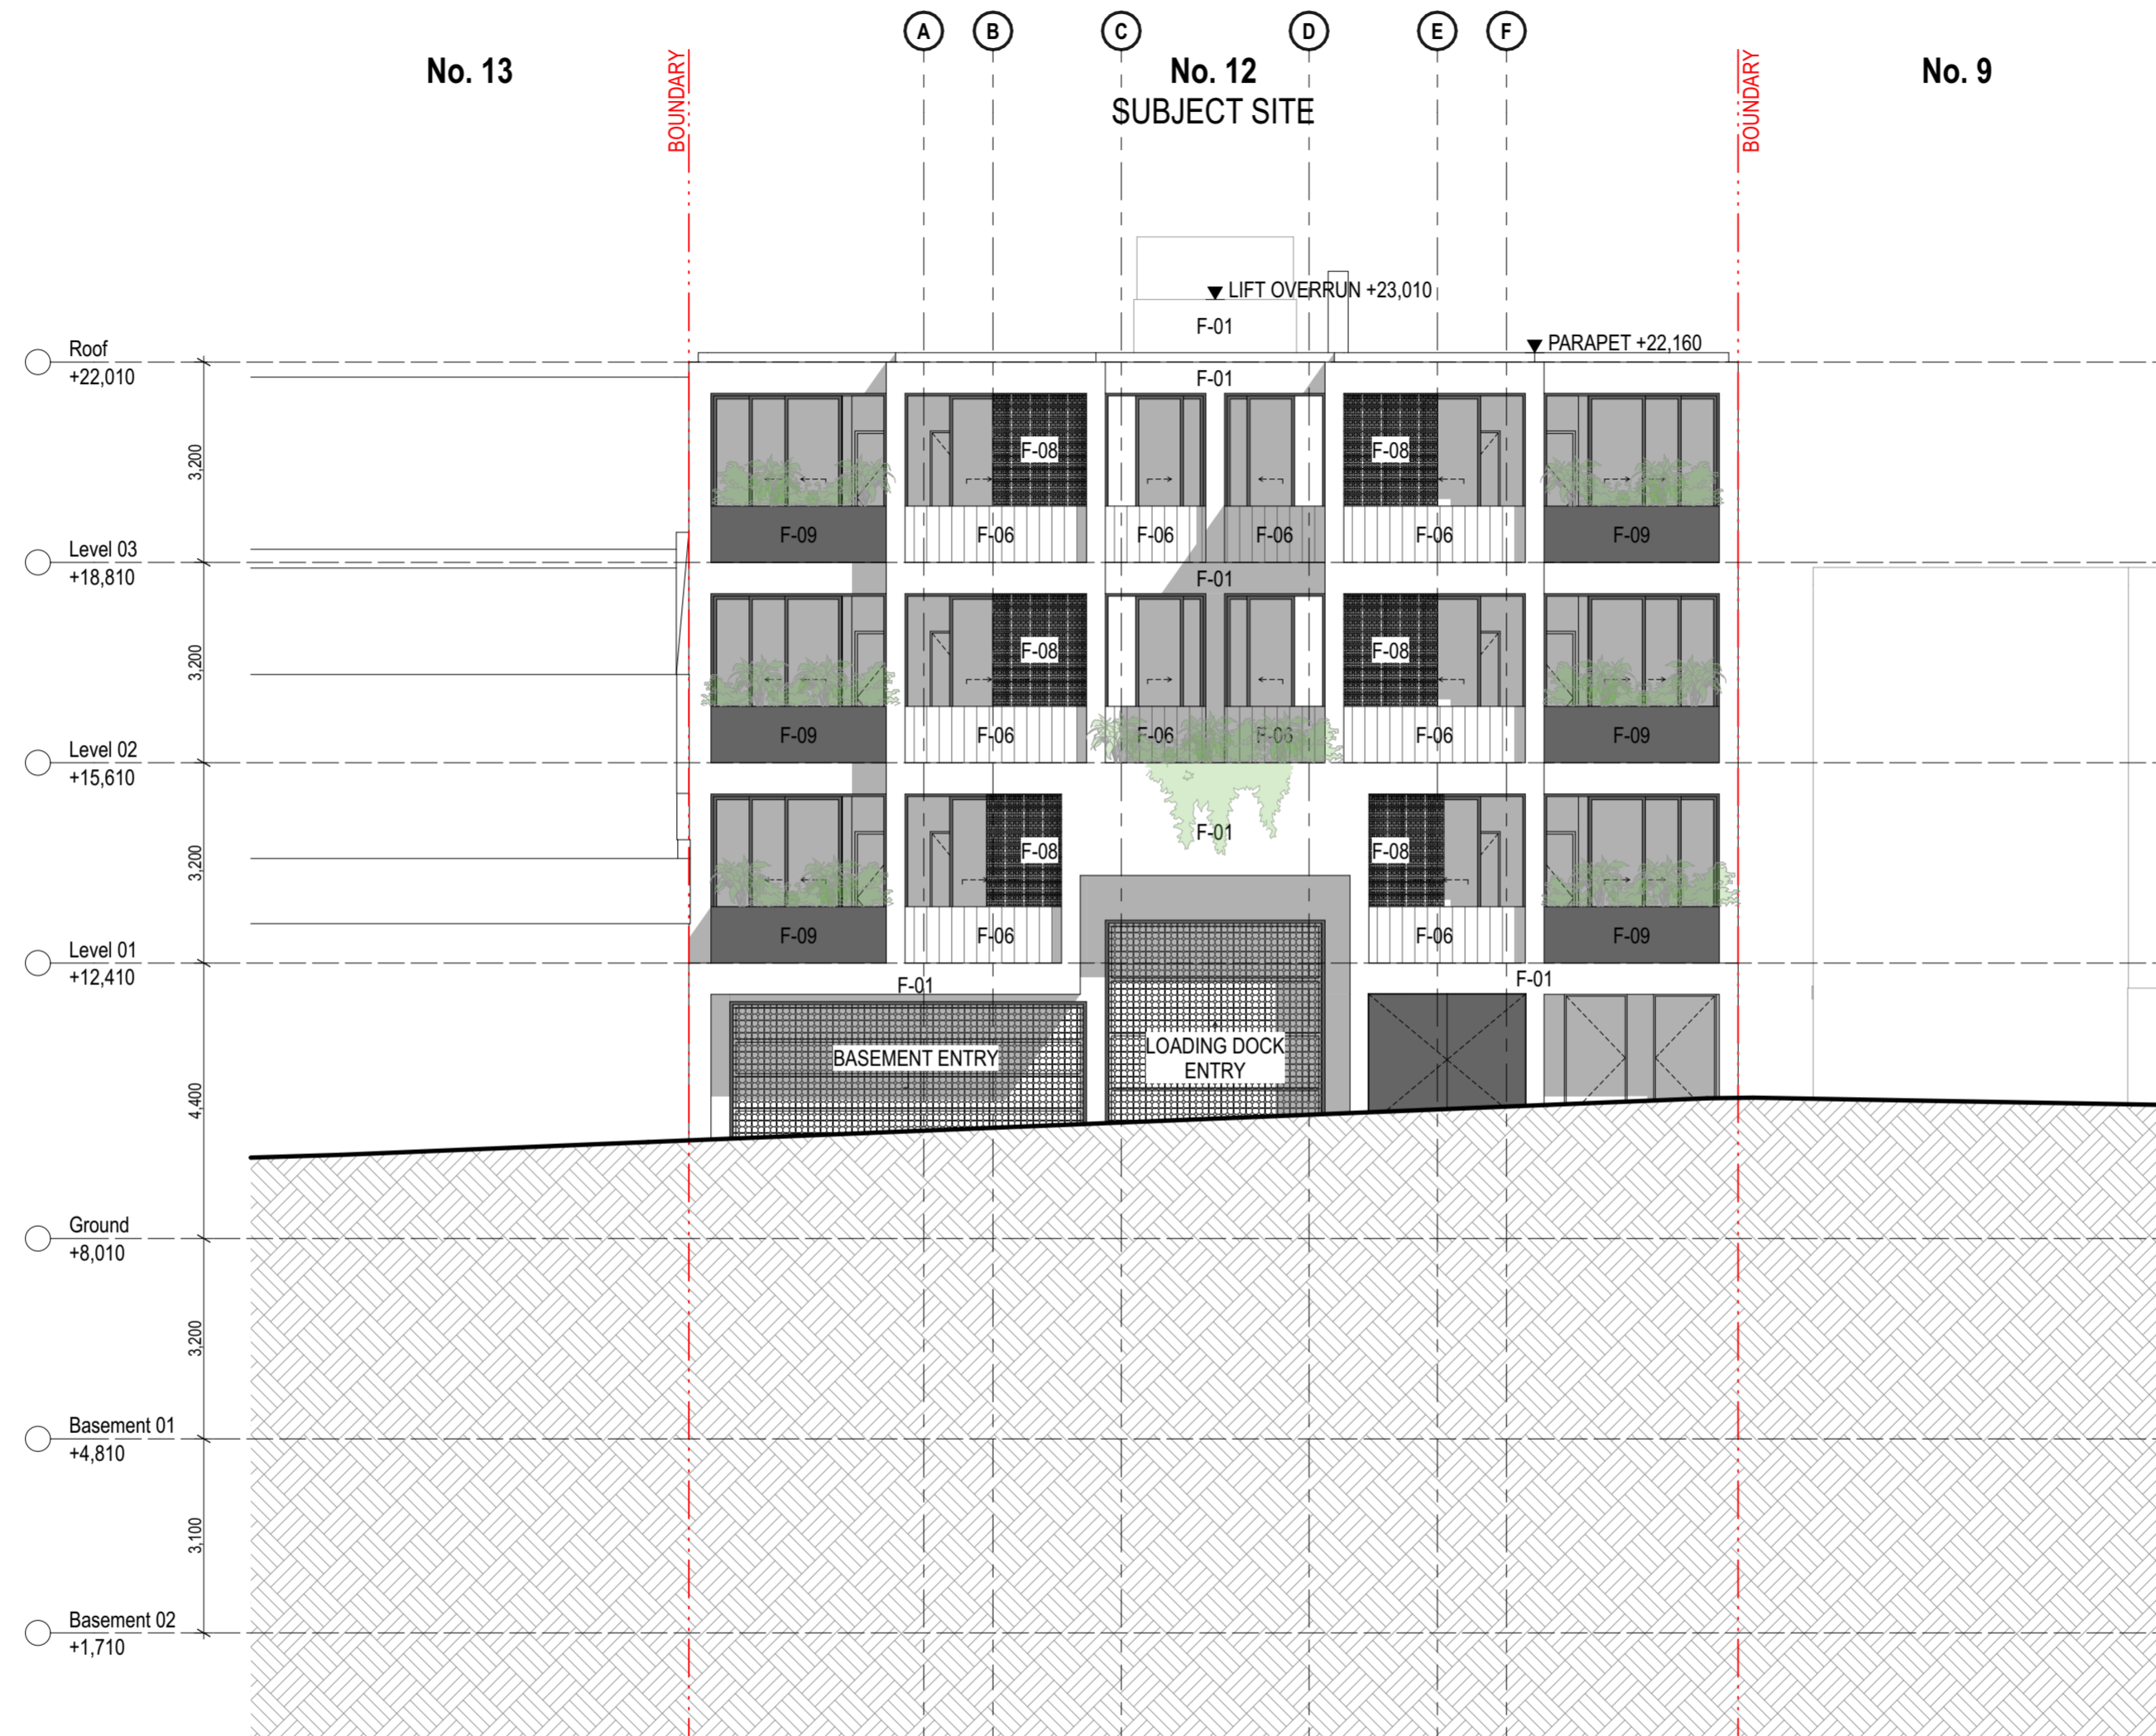 A B C D E F
No. 13
No. 12
No. 9
SUBJECT SITE
BOUNDARY
BOUNDARY
LIFT OVERRUN +23,010
F-01
PARAPET +22,160
Roof
+22,010
F-01
3,200
F-08
F-08
F-09
F-06
F-06
F-06
F-06
F-09
Level 03
+18,810
F-01
3,200
F-08
F-08
F-09
F-06
F-06
F-06
F-06
F-09
Level 02
+15,610
F-01
3,200
F-08
F-08
F-09
F-06
F-06
F-09
Level 01
+12,410
F-01
F-01
BASEMENT ENTRY
LOADING DOCK
ENTRY
4,400
Ground
+8,010
3,200
Basement 01
+4,810
3,100
Basement 02
+1,710